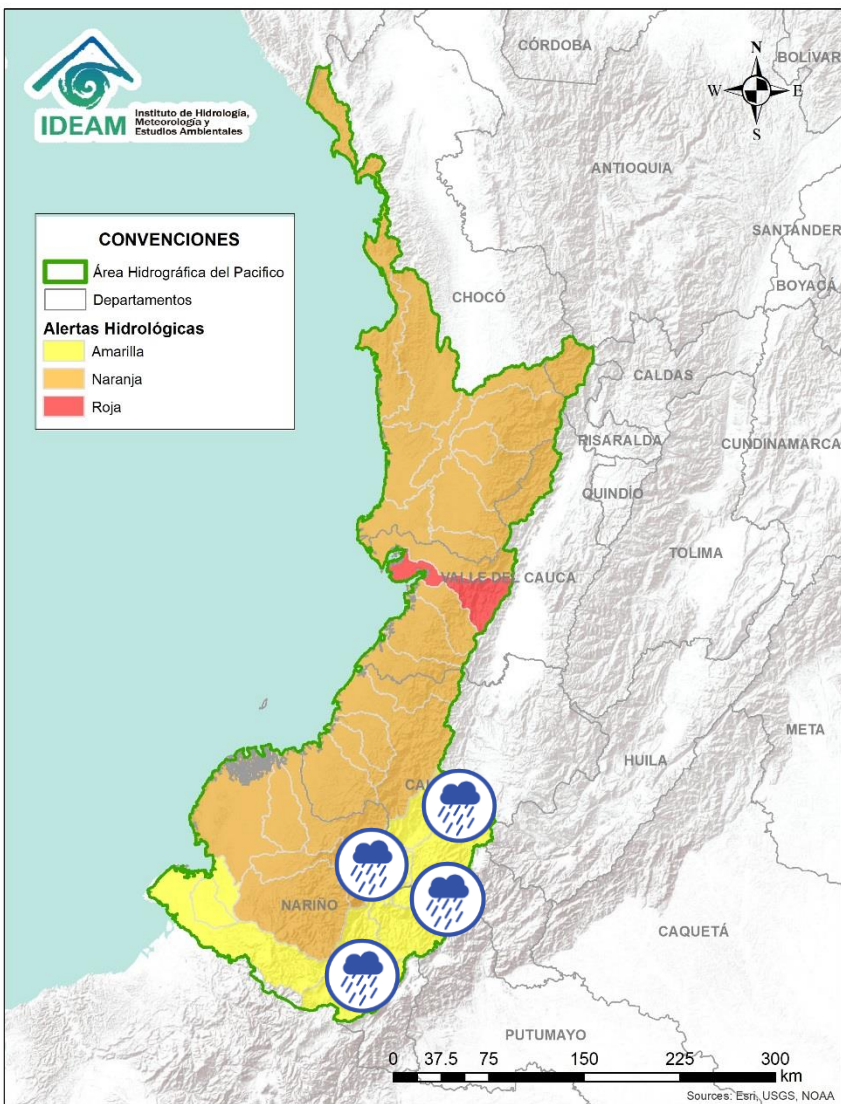 IDEAM
Instituto de Hidrología,
Meteorología y
Estudios Ambientales
N
W
E
S
CONVENCIONES
Área Hidrográfica del Pacifico
Departamentos
Alertas Hidrológicas
Amarilla
Naranja
Roja
CÓRDOBA
BOLÍVAR
ANTIOQUIA
SANTANDER
BOYACÁ
CHOCÓ
CALDAS
RISARALDA
CUNDINAMARCA
QUINDÍO
TOLIMA
VALLE DEL CAUCA
META
HUILA
NARIÑO
CAQUETÁ
PUTUMAYO
0 37.5 75 150 225 300
km
Sources: Esri, USGS, NOAA